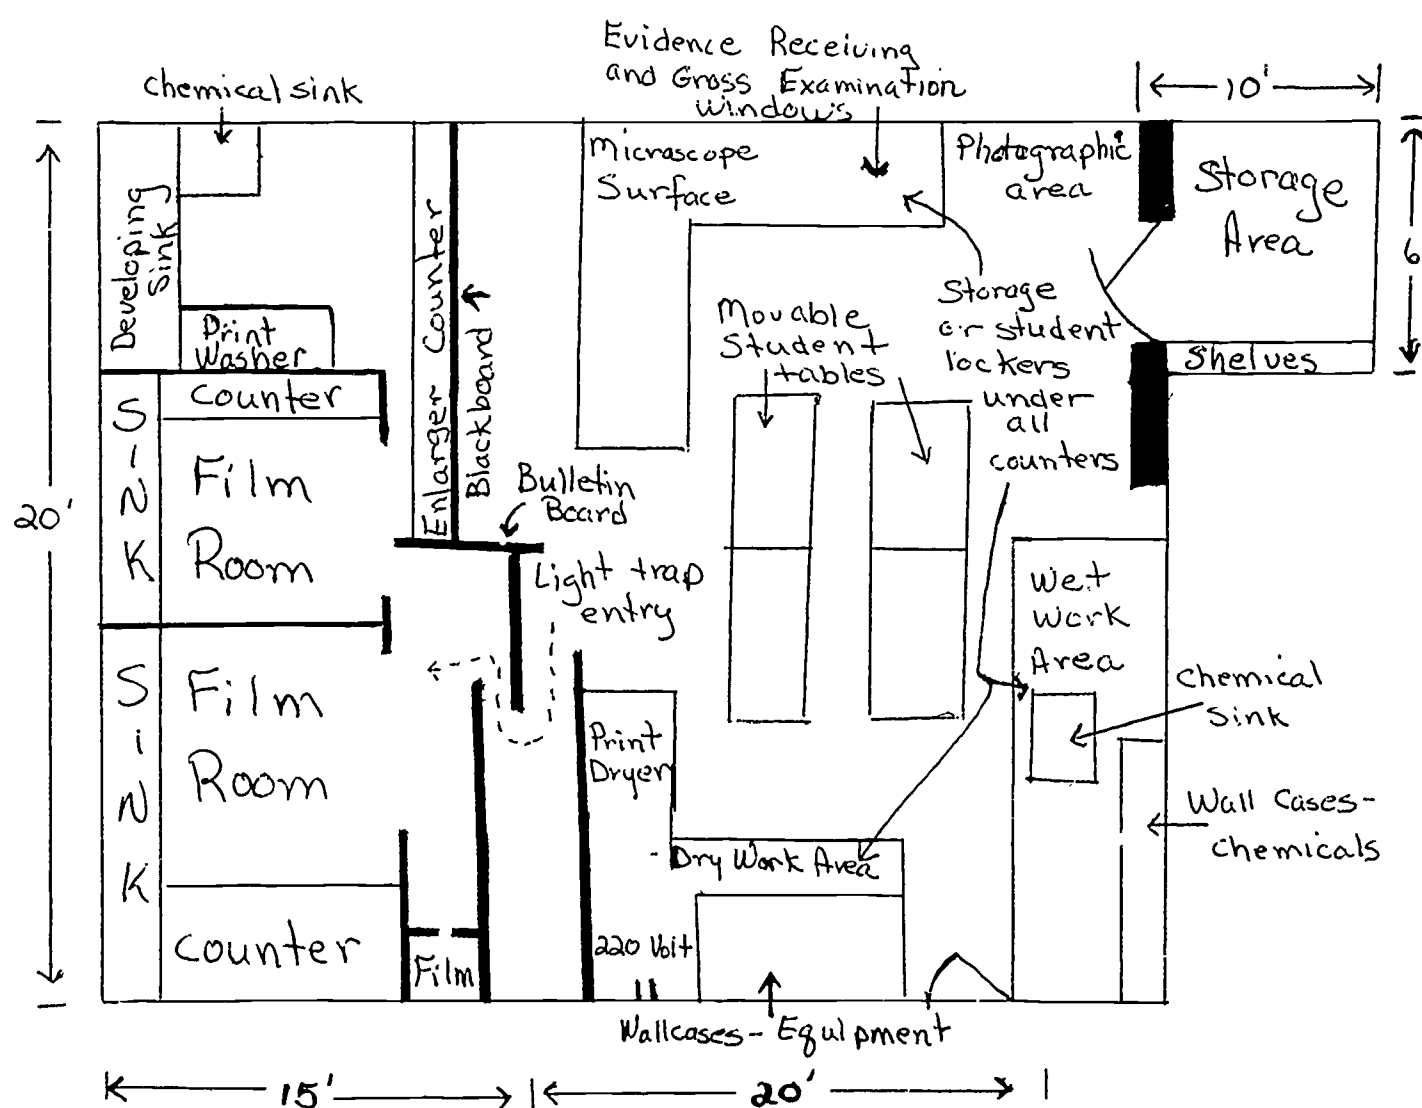 Evidence Receiving
and Gross Examination
Windows
chemical sink
10'
Microscope
Surface
Photographic
area
Storage
Area
6
Developing
Sink
Enlarger Counter
Blackboard
Print
Washer
Counter
Movable
Student
tables
Storage
or student
lockers
under
all
counters
Shelves
SINK
Film
Room
Bulletin
Board
20'
Light trap
entry
Wet
Work
Area
Chemical
Sink
SiNK
Film
Room
Print
Dryer
Wall Cases-
chemicals
Dry Work Area
Counter
Film
220 Volt
Wallcases - Equipment
15'
20'